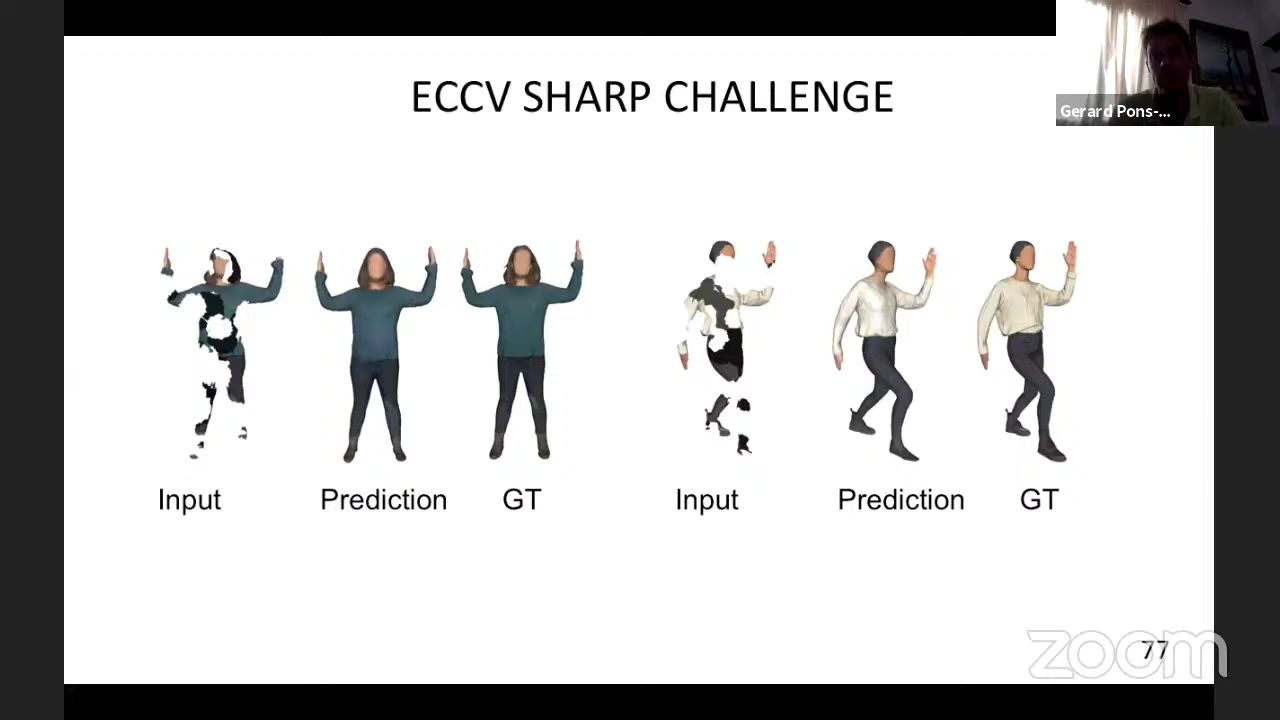 ECCV SHARP CHALLENGE
Gerard Pons-...
Input Prediction GT Input Prediction GT
77
zoom